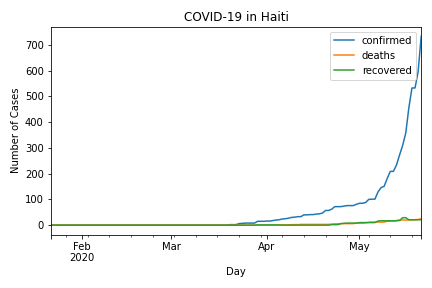 COVID-19 in Haiti
confirmed
deaths
recovered
Number of Cases
700
600
500
400
300
200
100
0
Feb
2020
Mar
Apr
May
Day